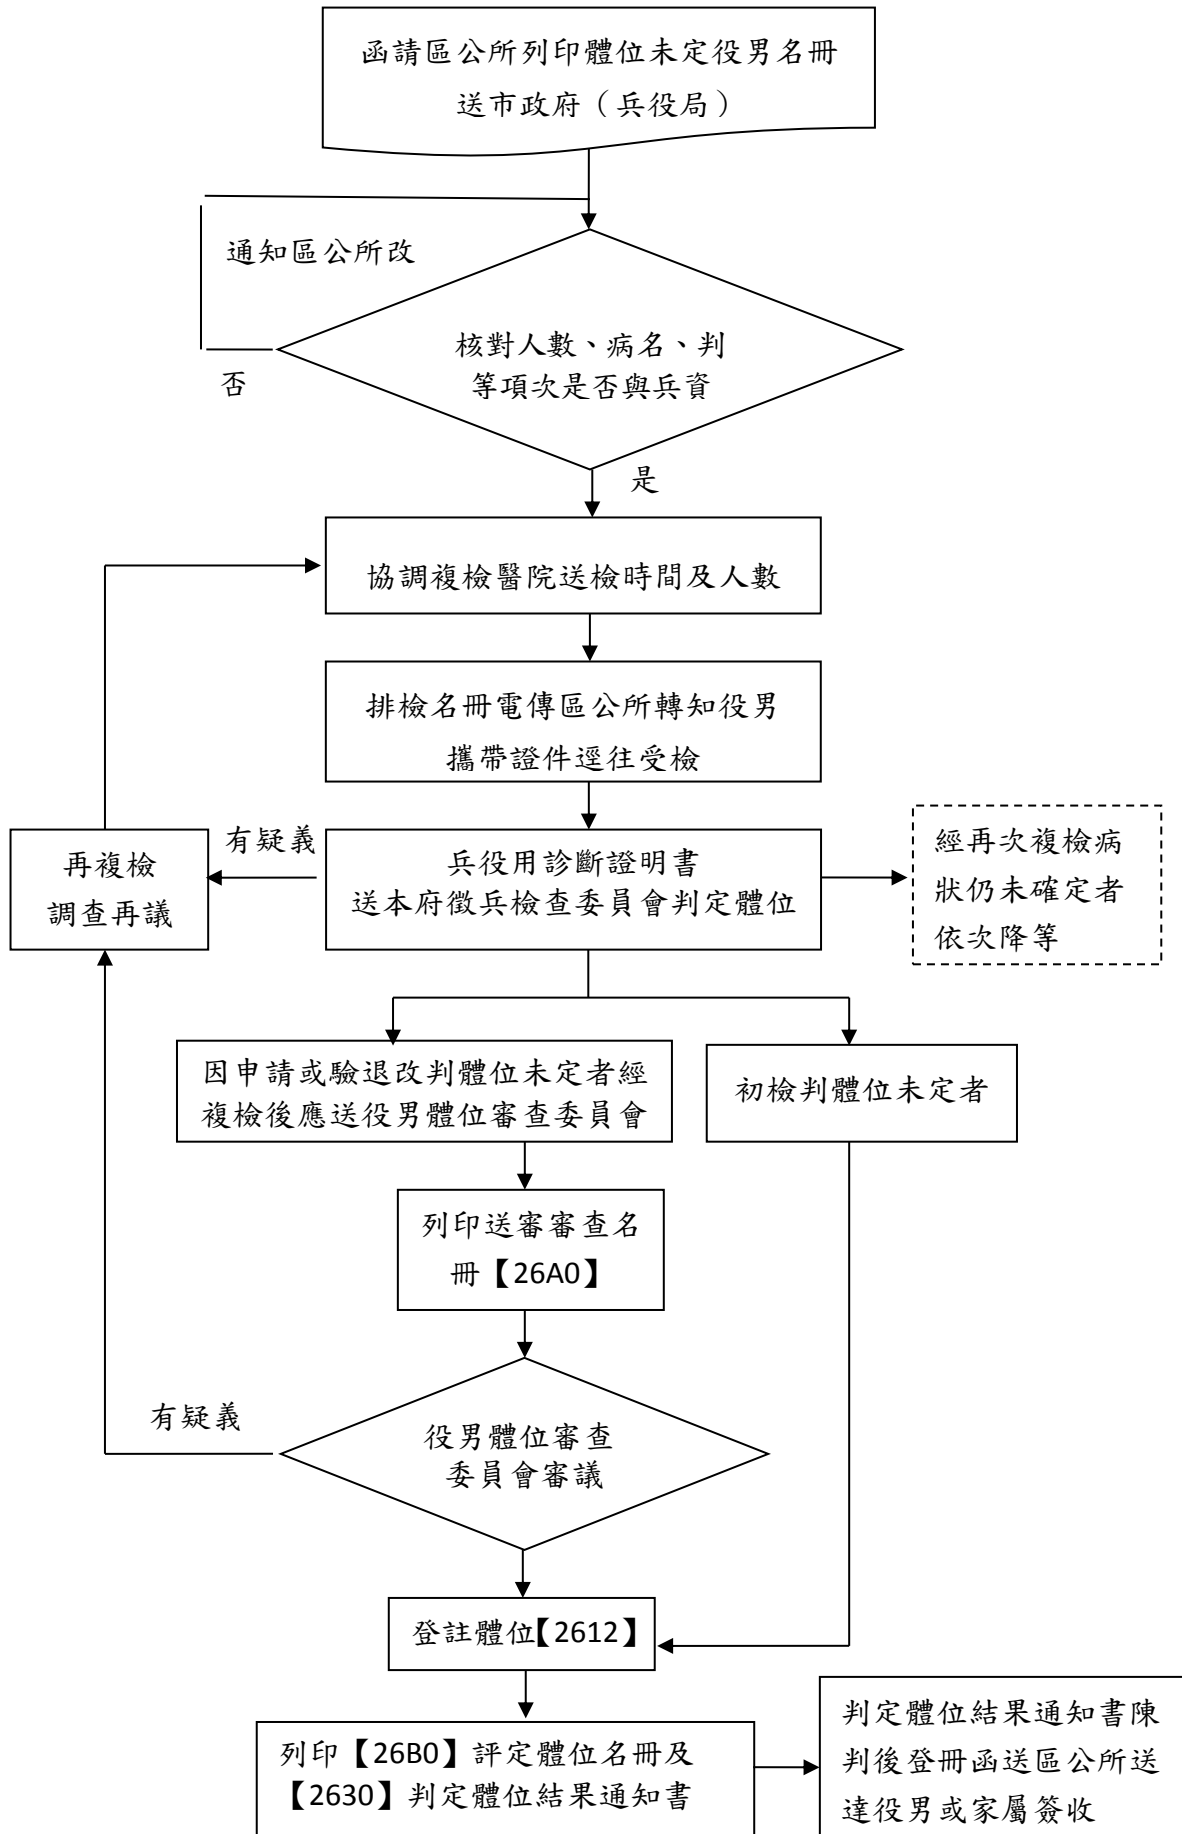 函請區公所列印體位未定役男名冊
送市政府（兵役局）
通知區公所改
核對人數、病名、判
等項次是否與兵資
否
是
協調複檢醫院送檢時間及人數
排檢名冊電傳區公所轉知役男
攜帶證件逕往受檢
有疑義
再複檢
調查再議
兵役用診斷證明書
送本府徵兵檢查委員會判定體位
經再次複檢病
狀仍未確定者
依次降等
因申請或驗退改判體位未定者經
複檢後應送役男體位審查委員會
初檢判體位未定者
列印送審審查名
冊【26A0】
有疑義
役男體位審查
委員會審議
登註體位【2612】
列印【26B0】評定體位名冊及
【2630】判定體位結果通知書
判定體位結果通知書陳
判後登冊函送區公所送
達役男或家屬簽收